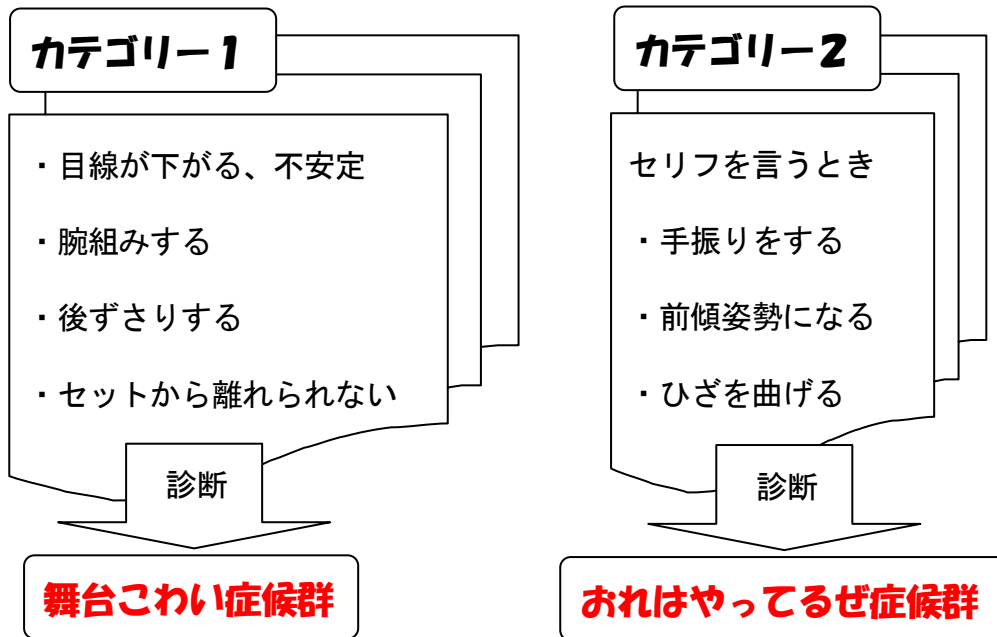 カテゴリー1
・目線が下がる、不安定
・腕組みする
・後ずさりする
・セットから離れられない
診断
舞台こわい症候群
カテゴリー2
セリフを言うとき
・手振りをする
・前傾姿勢になる
・ひざを曲げる
診断
おれはやってるぜ症候群